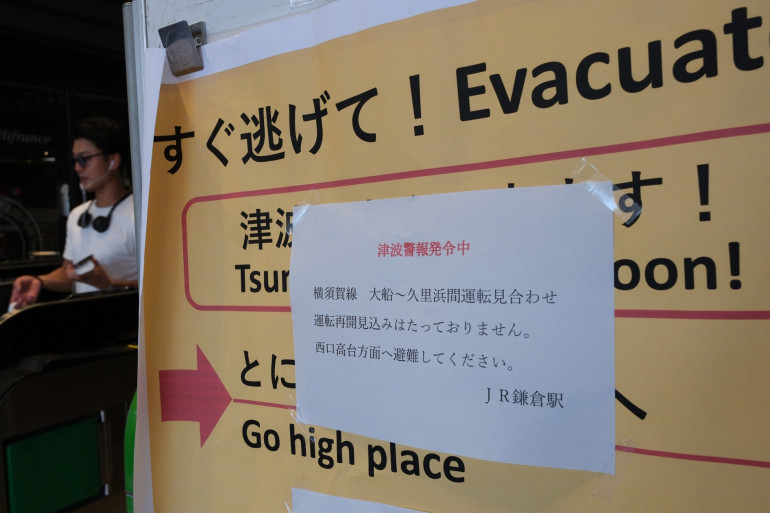 すぐ逃げて！Evacuate
津波 す！
Tsu oon!
津波警報発令中
横須賀線　大船～久里浜間運転見合わせ
運転再開見込みはたっておりません。
西口高台方面へ避難してください。
ＪＲ鎌倉駅
とに へ
Go high place